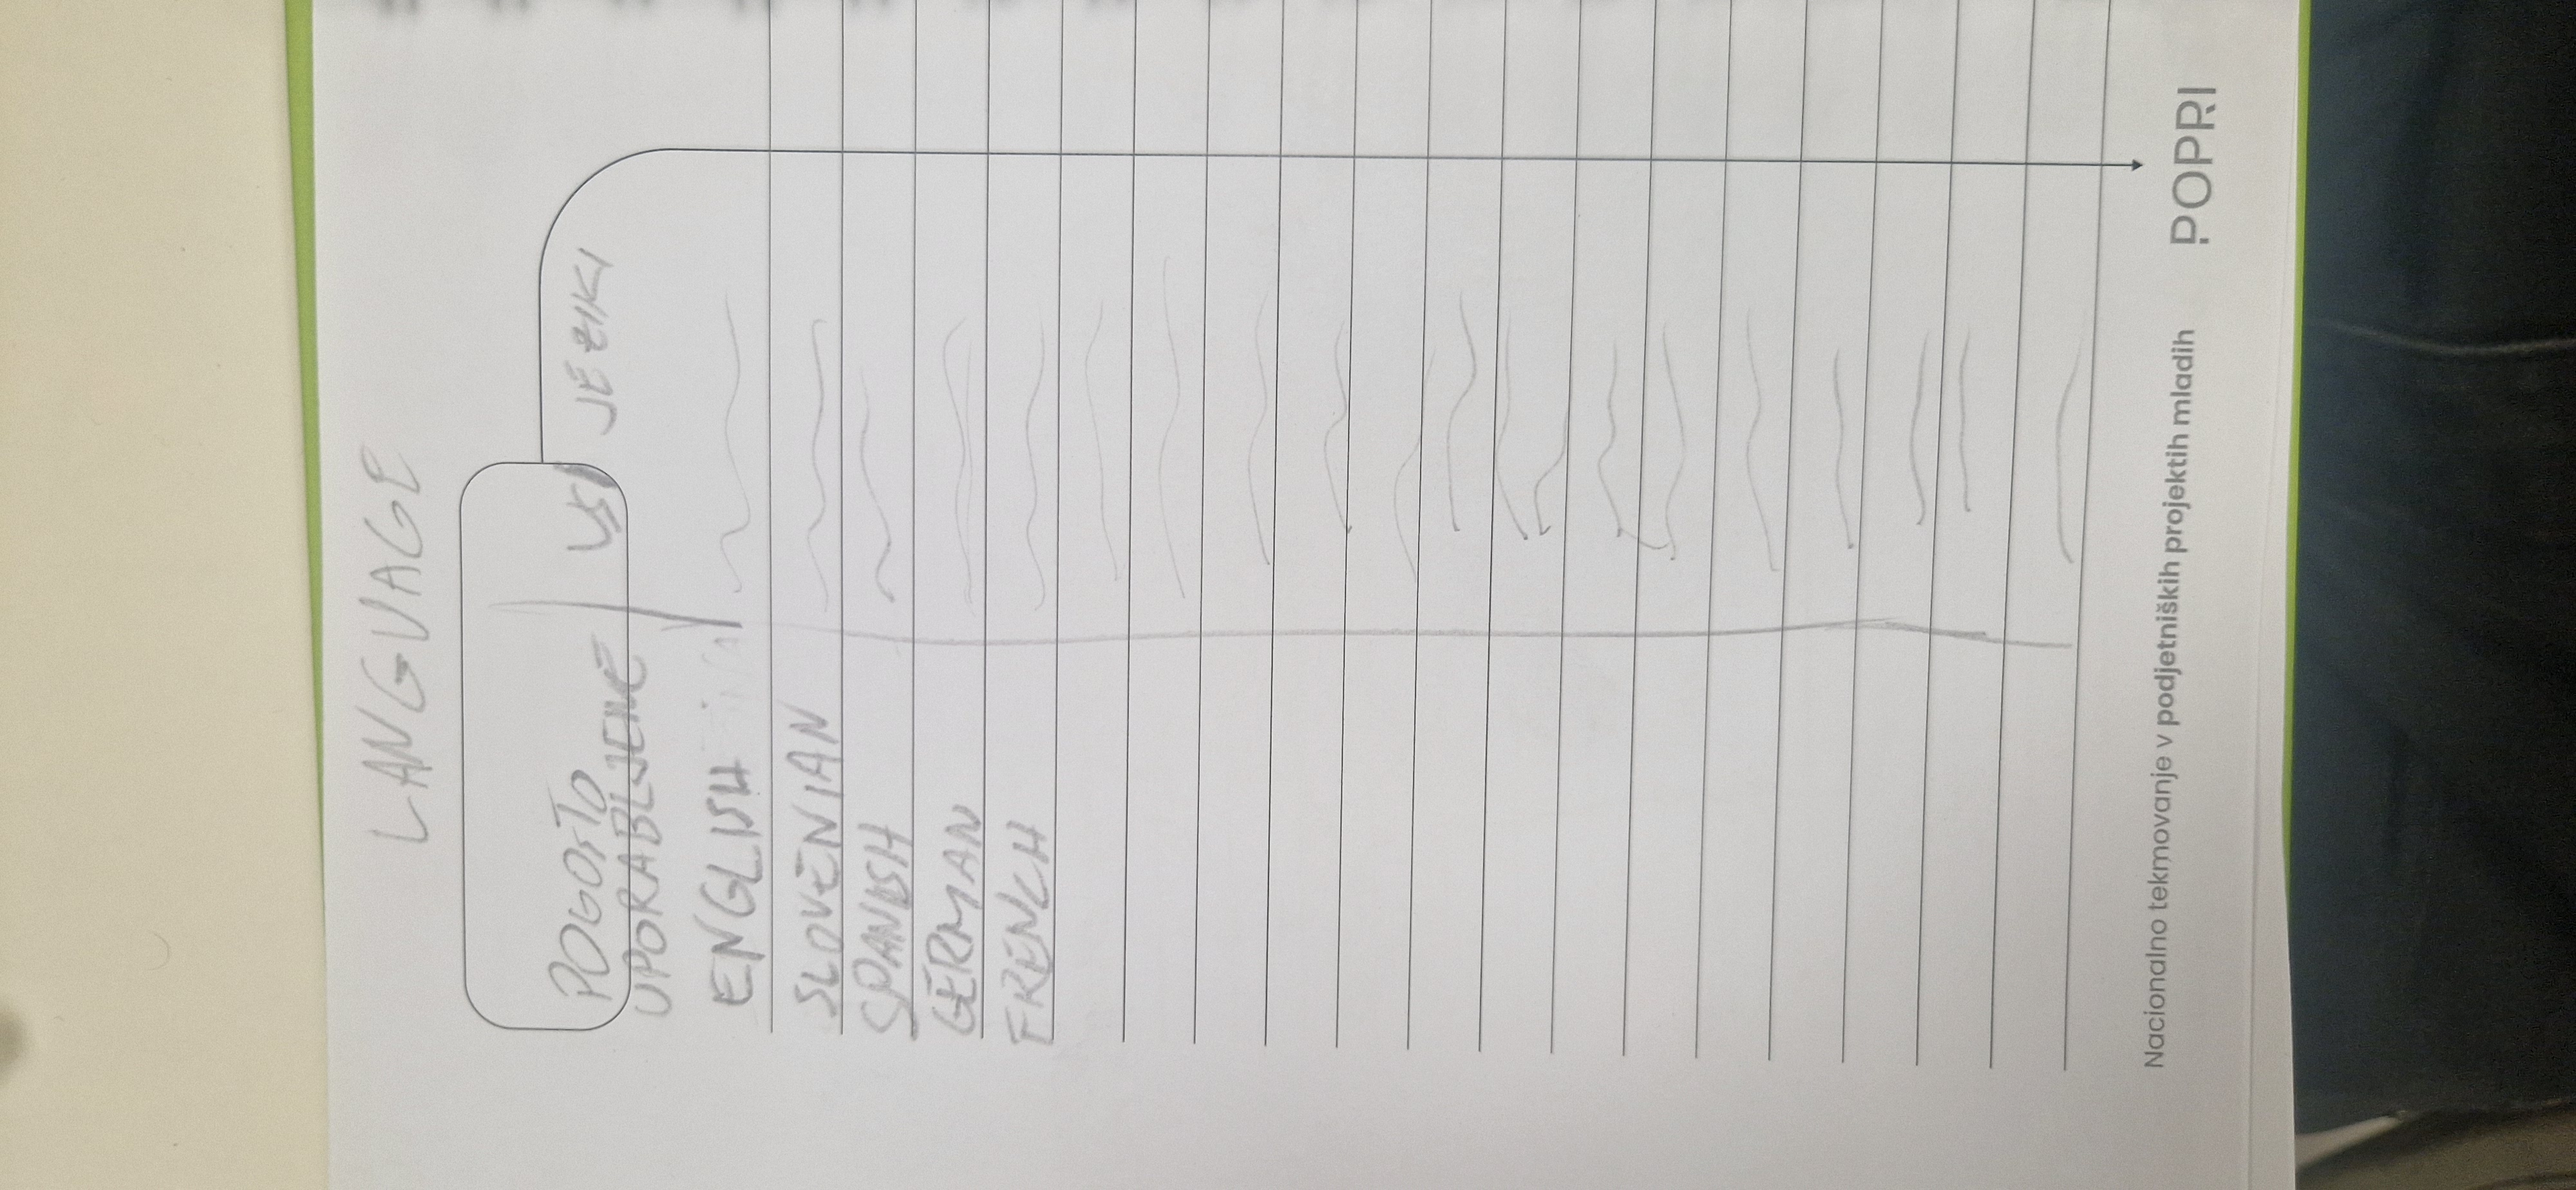 LANGUAGE
POGOSTO
UPORABLJENE
VSI JEZIKI
ENGLISH
SLOVENIAN
SPANISH
GERMAN
FRENCH
Nacionalno tekmovanje v podjetniških projektih mladih
POPRI